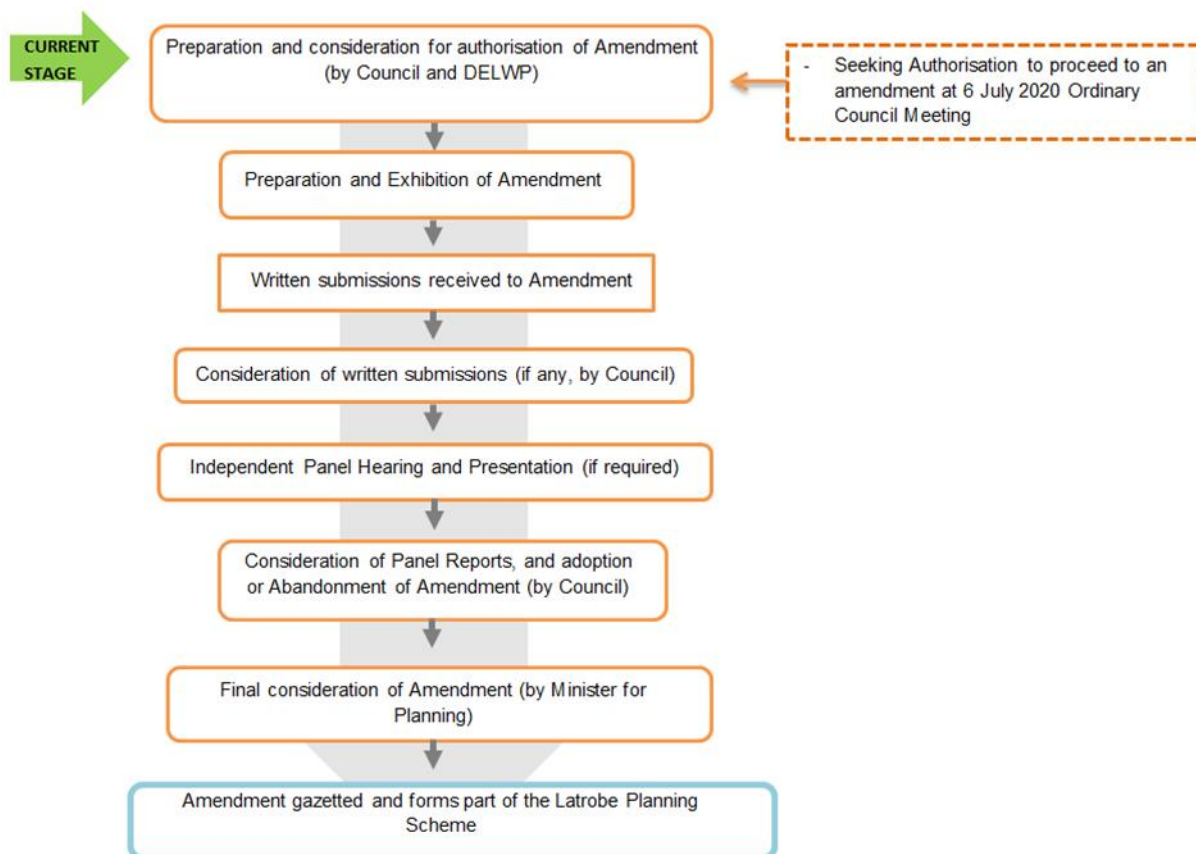 CURRENT
STAGE
Preparation and consideration for authorisation of Amendment
(by Council and DELWP)
- Seeking Authorisation to proceed to an
amendment at 6 July 2020 Ordinary
Council Meeting
Preparation and Exhibition of Amendment
Written submissions received to Amendment
Consideration of written submissions (if any, by Council)
Independent Panel Hearing and Presentation (if required)
Consideration of Panel Reports, and adoption
or Abandonment of Amendment (by Council)
Final consideration of Amendment (by Minister for
Planning)
Amendment gazetted and forms part of the Latrobe Planning
Scheme